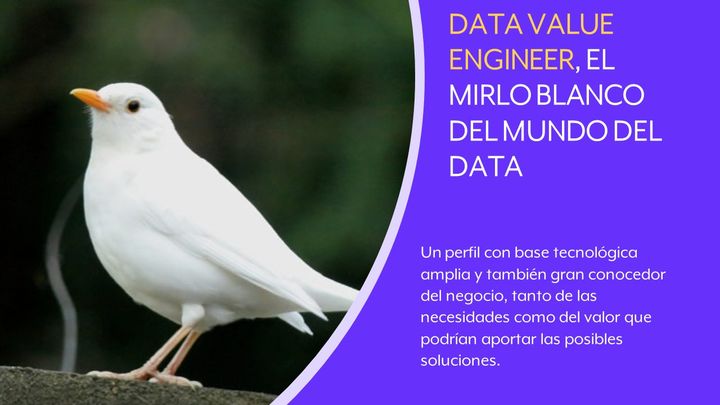 DATA VALUE
ENGINEER, EL
MIRLO BLANCO
DEL MUNDO DEL
DATA
Un perfil con base tecnológica
amplia y también gran conocedor
del negocio, tanto de las
necesidades como del valor que
podrían aportar las posibles
soluciones.